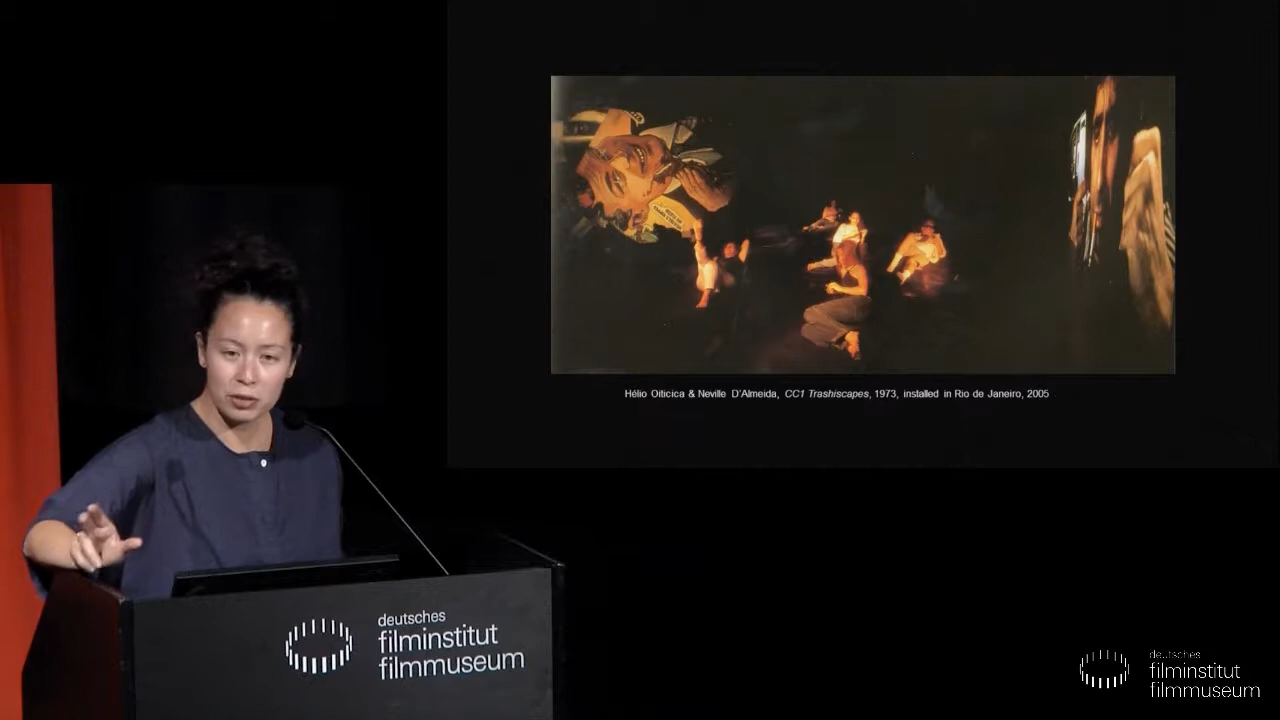 Hélio Oiticica & Neville D'Almeida, CC1 Trashiscapes, 1973, installed in Rio de Janeiro, 2005
deutsches
filminstitut
filmmuseum
deutsches
filminstitut
filmmuseum